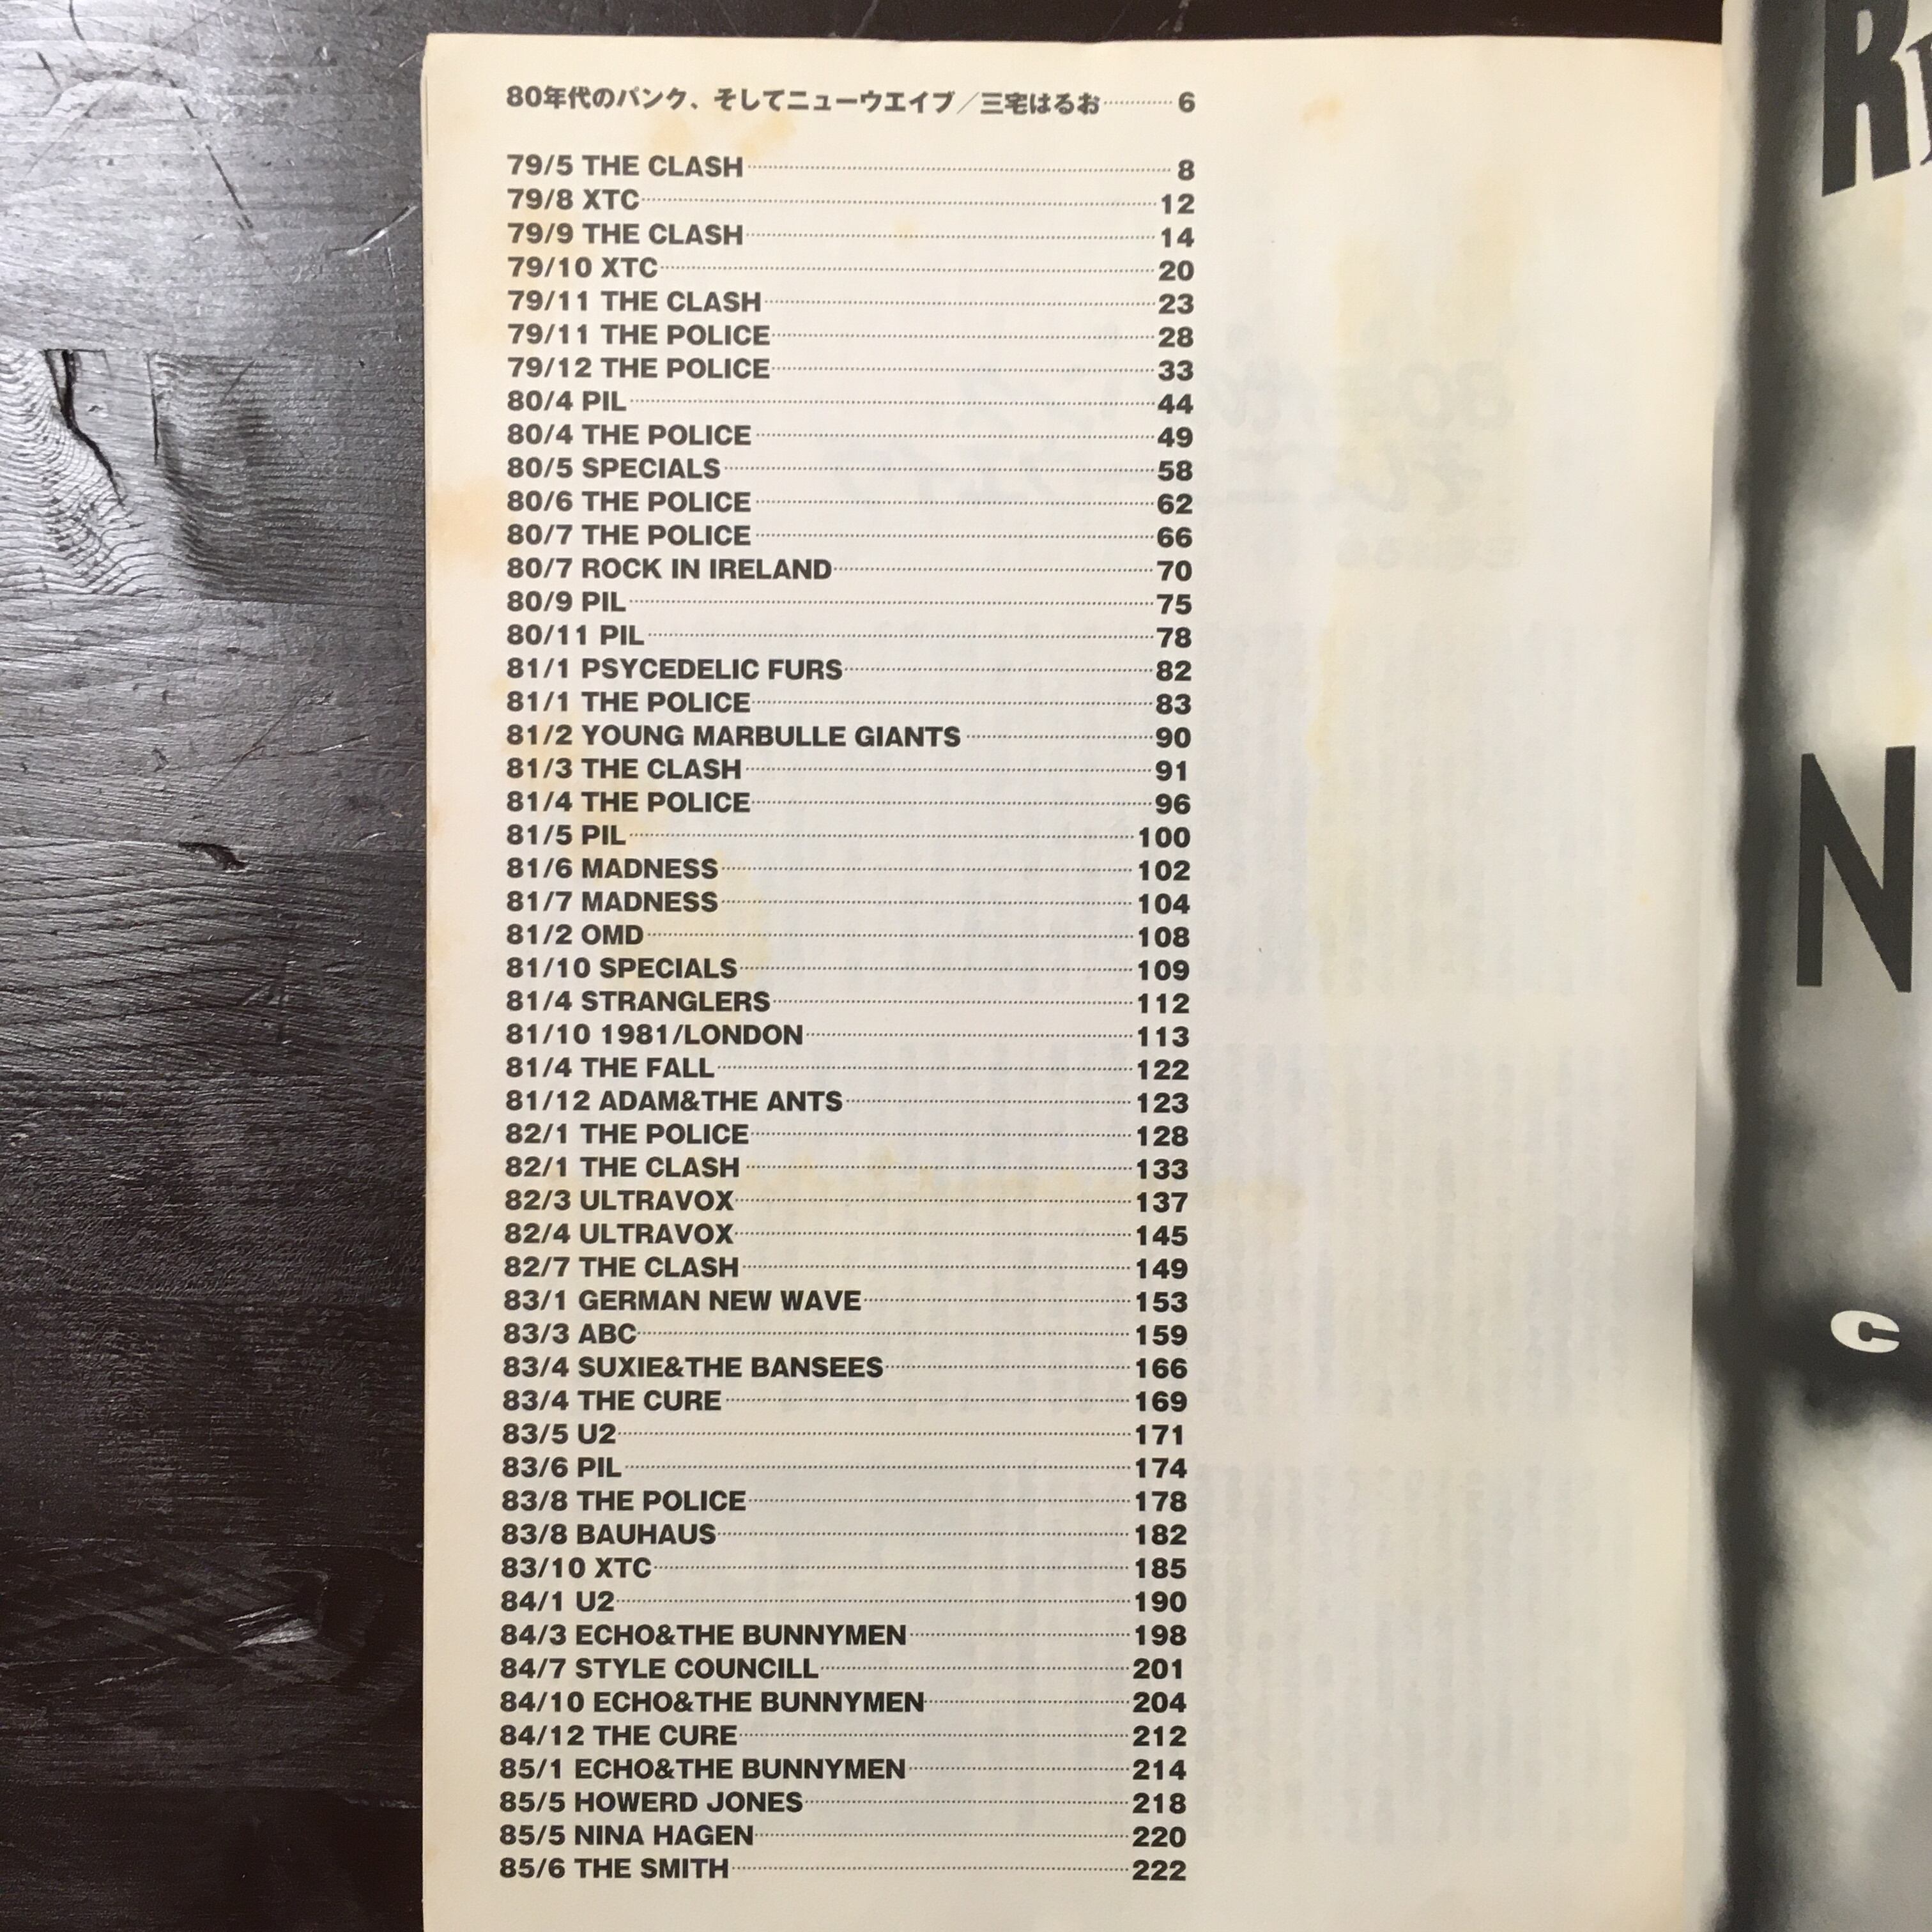 80年代のパンク、そしてニューウエイブ／三宅はるお…………6
79/5 THE CLASH…………8
79/8 XTC…………12
79/9 THE CLASH…………14
79/10 XTC…………20
79/11 THE CLASH…………23
79/11 THE POLICE…………28
79/12 THE POLICE…………33
80/4 PIL…………44
80/4 THE POLICE…………49
80/5 SPECIALS…………58
80/6 THE POLICE…………62
80/7 THE POLICE…………66
80/7 ROCK IN IRELAND…………70
80/9 PIL…………75
80/11 PIL…………78
81/1 PSYCEDELIC FURS…………82
81/1 THE POLICE…………83
81/2 YOUNG MARBULLE GIANTS…………90
81/3 THE CLASH…………91
81/4 THE POLICE…………96
81/5 PIL…………100
81/6 MADNESS…………102
81/7 MADNESS…………104
81/2 OMD…………108
81/10 SPECIALS…………109
81/4 STRANGLERS…………112
81/10 1981/LONDON…………113
81/4 THE FALL…………122
81/12 ADAM&THE ANTS…………123
82/1 THE POLICE…………128
82/1 THE CLASH…………133
82/3 ULTRAVOX…………137
82/4 ULTRAVOX…………145
82/7 THE CLASH…………149
83/1 GERMAN NEW WAVE…………153
83/3 ABC…………159
83/4 SUXIE&THE BANSEES…………166
83/4 THE CURE…………169
83/5 U2…………171
83/6 PIL…………174
83/8 THE POLICE…………178
83/8 BAUHAUS…………182
83/10 XTC…………185
84/1 U2…………190
84/3 ECHO&THE BUNNYMEN…………198
84/7 STYLE COUNCILL…………201
84/10 ECHO&THE BUNNYMEN…………204
84/12 THE CURE…………212
85/1 ECHO&THE BUNNYMEN…………214
85/5 HOWERD JONES…………218
85/5 NINA HAGEN…………220
85/6 THE SMITH…………222
N
C